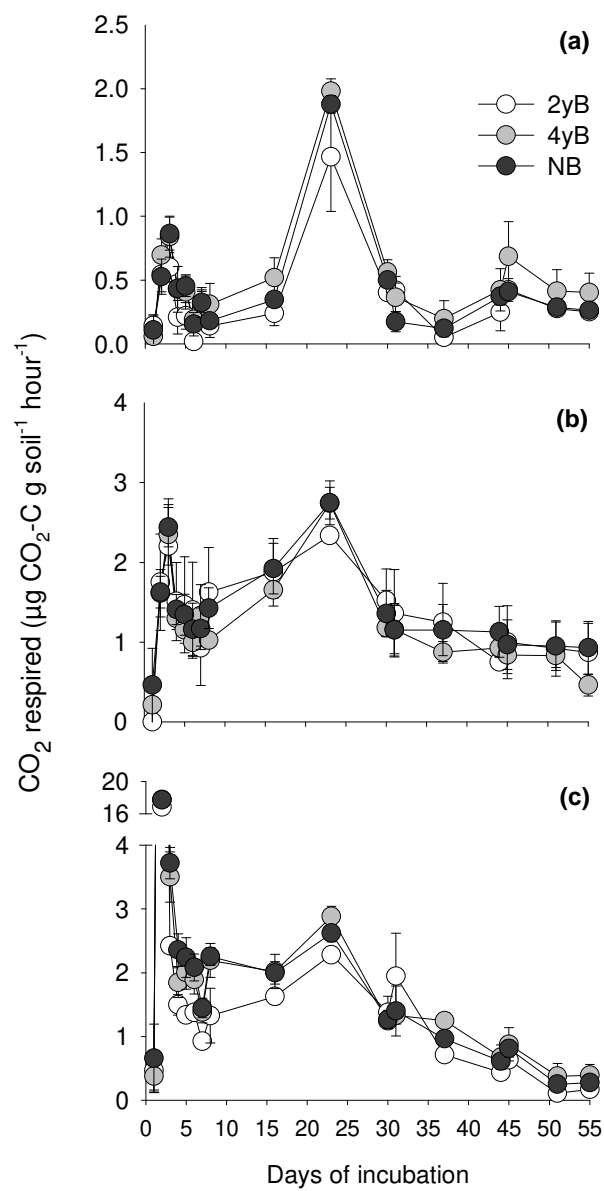 (a)
2.5
2.0
1.5
1.0
0.5
0.0
2yB
4yB
NB
(b)
4
3
2
1
0
CO₂ respired (µg CO₂-C g soil⁻¹ hour⁻¹)
(c)
20
16
4
3
2
1
0
0 5 10 15 20 25 30 35 40 45 50 55
Days of incubation